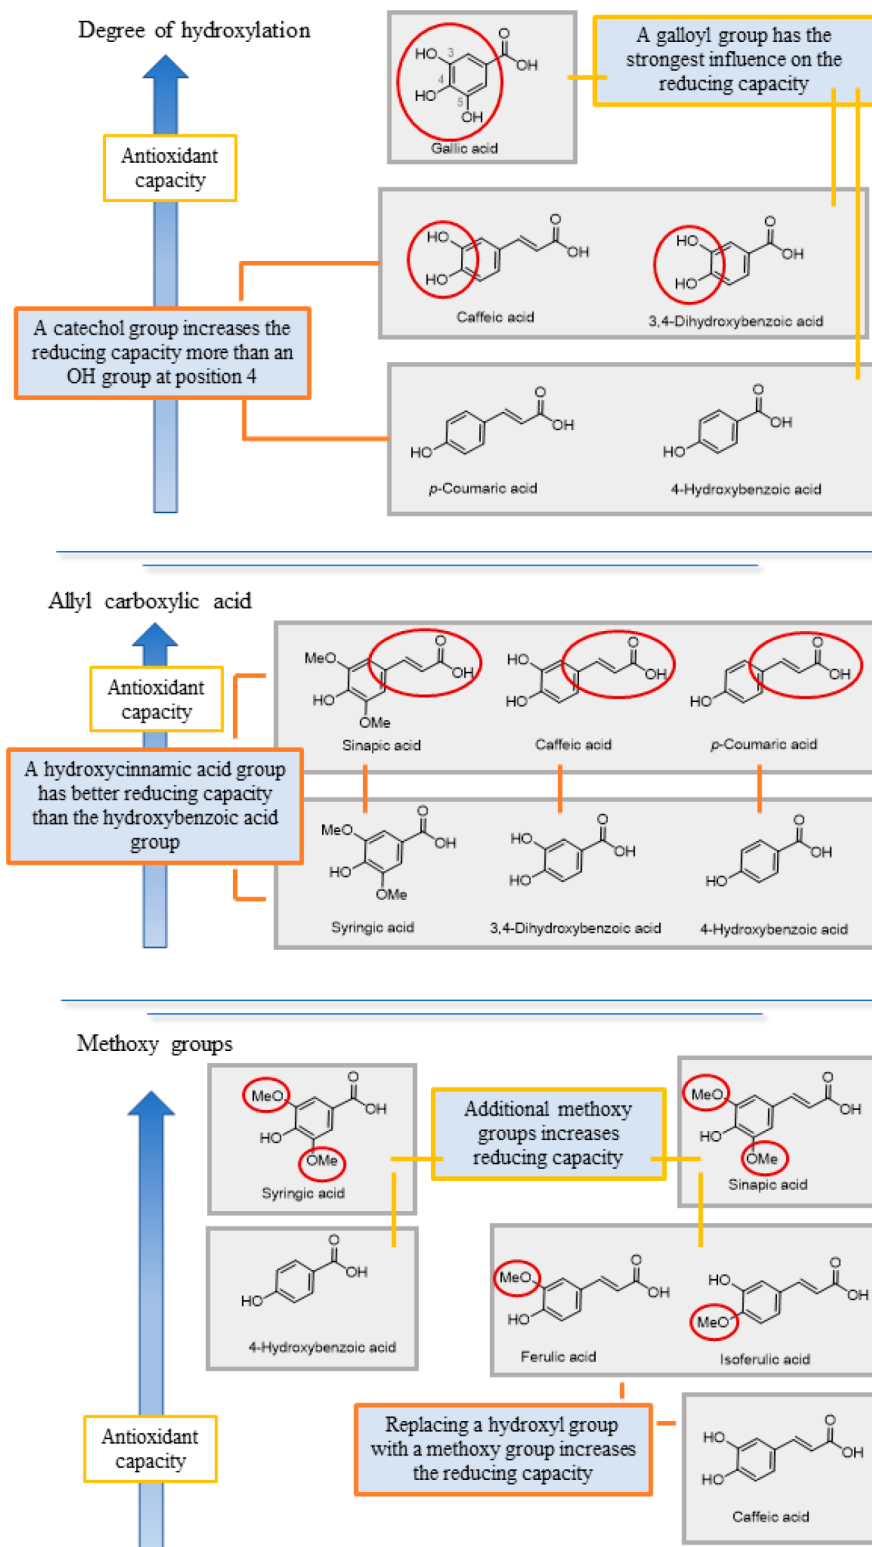 Degree of hydroxylation
Antioxidant
capacity
HO
3
4
5
HO
OH
O
OH
Gallic acid
A galloyl group has the
strongest influence on the
reducing capacity
HO
HO
O
OH
Caffeic acid
HO
HO
O
OH
3,4-Dihydroxybenzoic acid
A catechol group increases the
reducing capacity more than an
OH group at position 4
HO
O
OH
p-Coumaric acid
HO
O
OH
4-Hydroxybenzoic acid
Allyl carboxylic acid
Antioxidant
capacity
MeO
HO
OMe
O
OH
Sinapic acid
HO
HO
O
OH
Caffeic acid
HO
O
OH
p-Coumaric acid
A hydroxycinnamic acid group
has better reducing capacity
than the hydroxybenzoic acid
group
MeO
HO
OMe
O
OH
Syringic acid
HO
HO
O
OH
3,4-Dihydroxybenzoic acid
HO
O
OH
4-Hydroxybenzoic acid
Methoxy groups
MeO
HO
OMe
O
OH
Syringic acid
Additional methoxy
groups increases
reducing capacity
MeO
HO
OMe
O
OH
Sinapic acid
HO
O
OH
4-Hydroxybenzoic acid
MeO
HO
O
OH
Ferulic acid
HO
MeO
O
OH
Isoferulic acid
Antioxidant
capacity
Replacing a hydroxyl group
with a methoxy group increases
the reducing capacity
HO
HO
O
OH
Caffeic acid